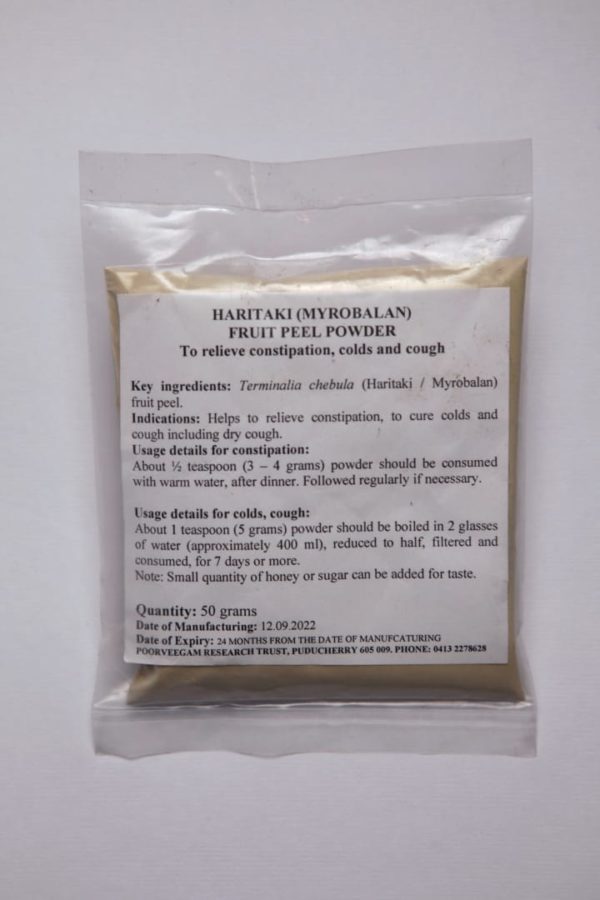 HARITAKI (MYROBALAN)
FRUIT PEEL POWDER
To relieve constipation, colds and cough
Key ingredients: Terminalia chebula (Haritaki / Myrobalan)
fruit peel.
Indications: Helps to relieve constipation, to cure colds and
cough including dry cough.
Usage details for constipation:
About ½ teaspoon (3 – 4 grams) powder should be consumed
with warm water, after dinner. Followed regularly if necessary.
Usage details for colds, cough:
About 1 teaspoon (5 grams) powder should be boiled in 2 glasses
of water (approximately 400 ml), reduced to half, filtered and
consumed, for 7 days or more.
Note: Small quantity of honey or sugar can be added for taste.
Quantity: 50 grams
Date of Manufacturing: 12.09.2022
Date of Expiry: 24 MONTHS FROM THE DATE OF MANUFCATURING
POORVEEGAM RESEARCH TRUST, PUDUCHERRY 605 009. PHONE: 0413 2278628